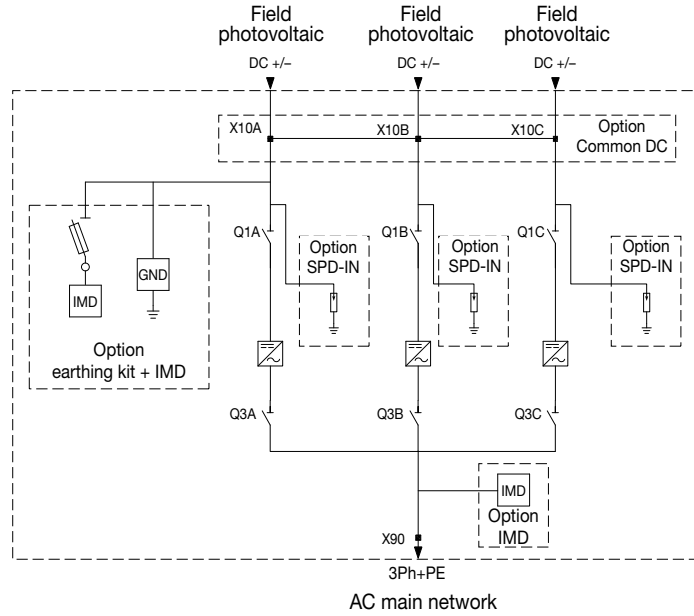 Field
photovoltaic
Field
photovoltaic
Field
photovoltaic
DC +/–
DC +/–
DC +/–
X10A
X10B
X10C
Option
Common DC
Q1A
Option
SPD-IN
Q1B
Option
SPD-IN
Q1C
Option
SPD-IN
GND
IMD
Option
earthing kit + IMD
Q3A
Q3B
Q3C
IMD
Option
IMD
X90
3Ph+PE
AC main network